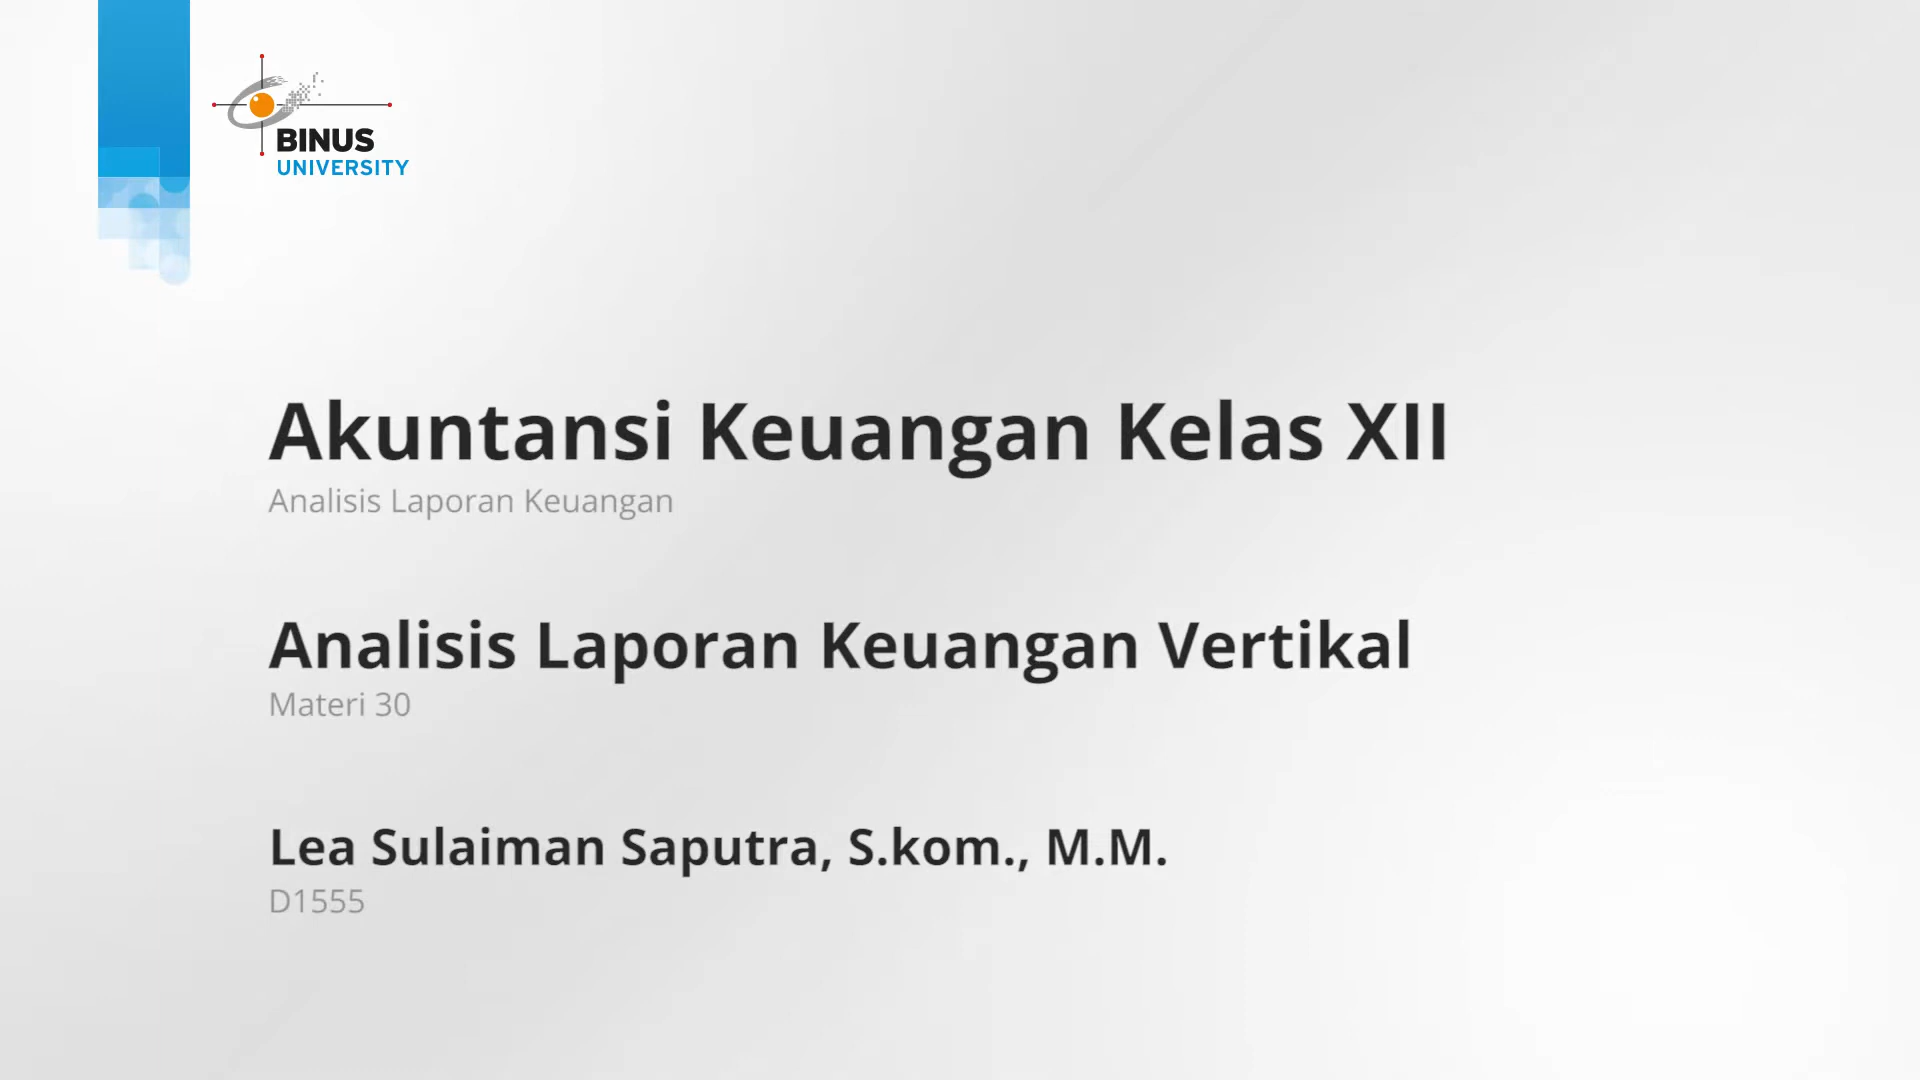 BINUS
UNIVERSITY
Akuntansi Keuangan Kelas XII
Analisis Laporan Keuangan
Analisis Laporan Keuangan Vertikal
Materi 30
Lea Sulaiman Saputra, S.kom., M.M.
D1555